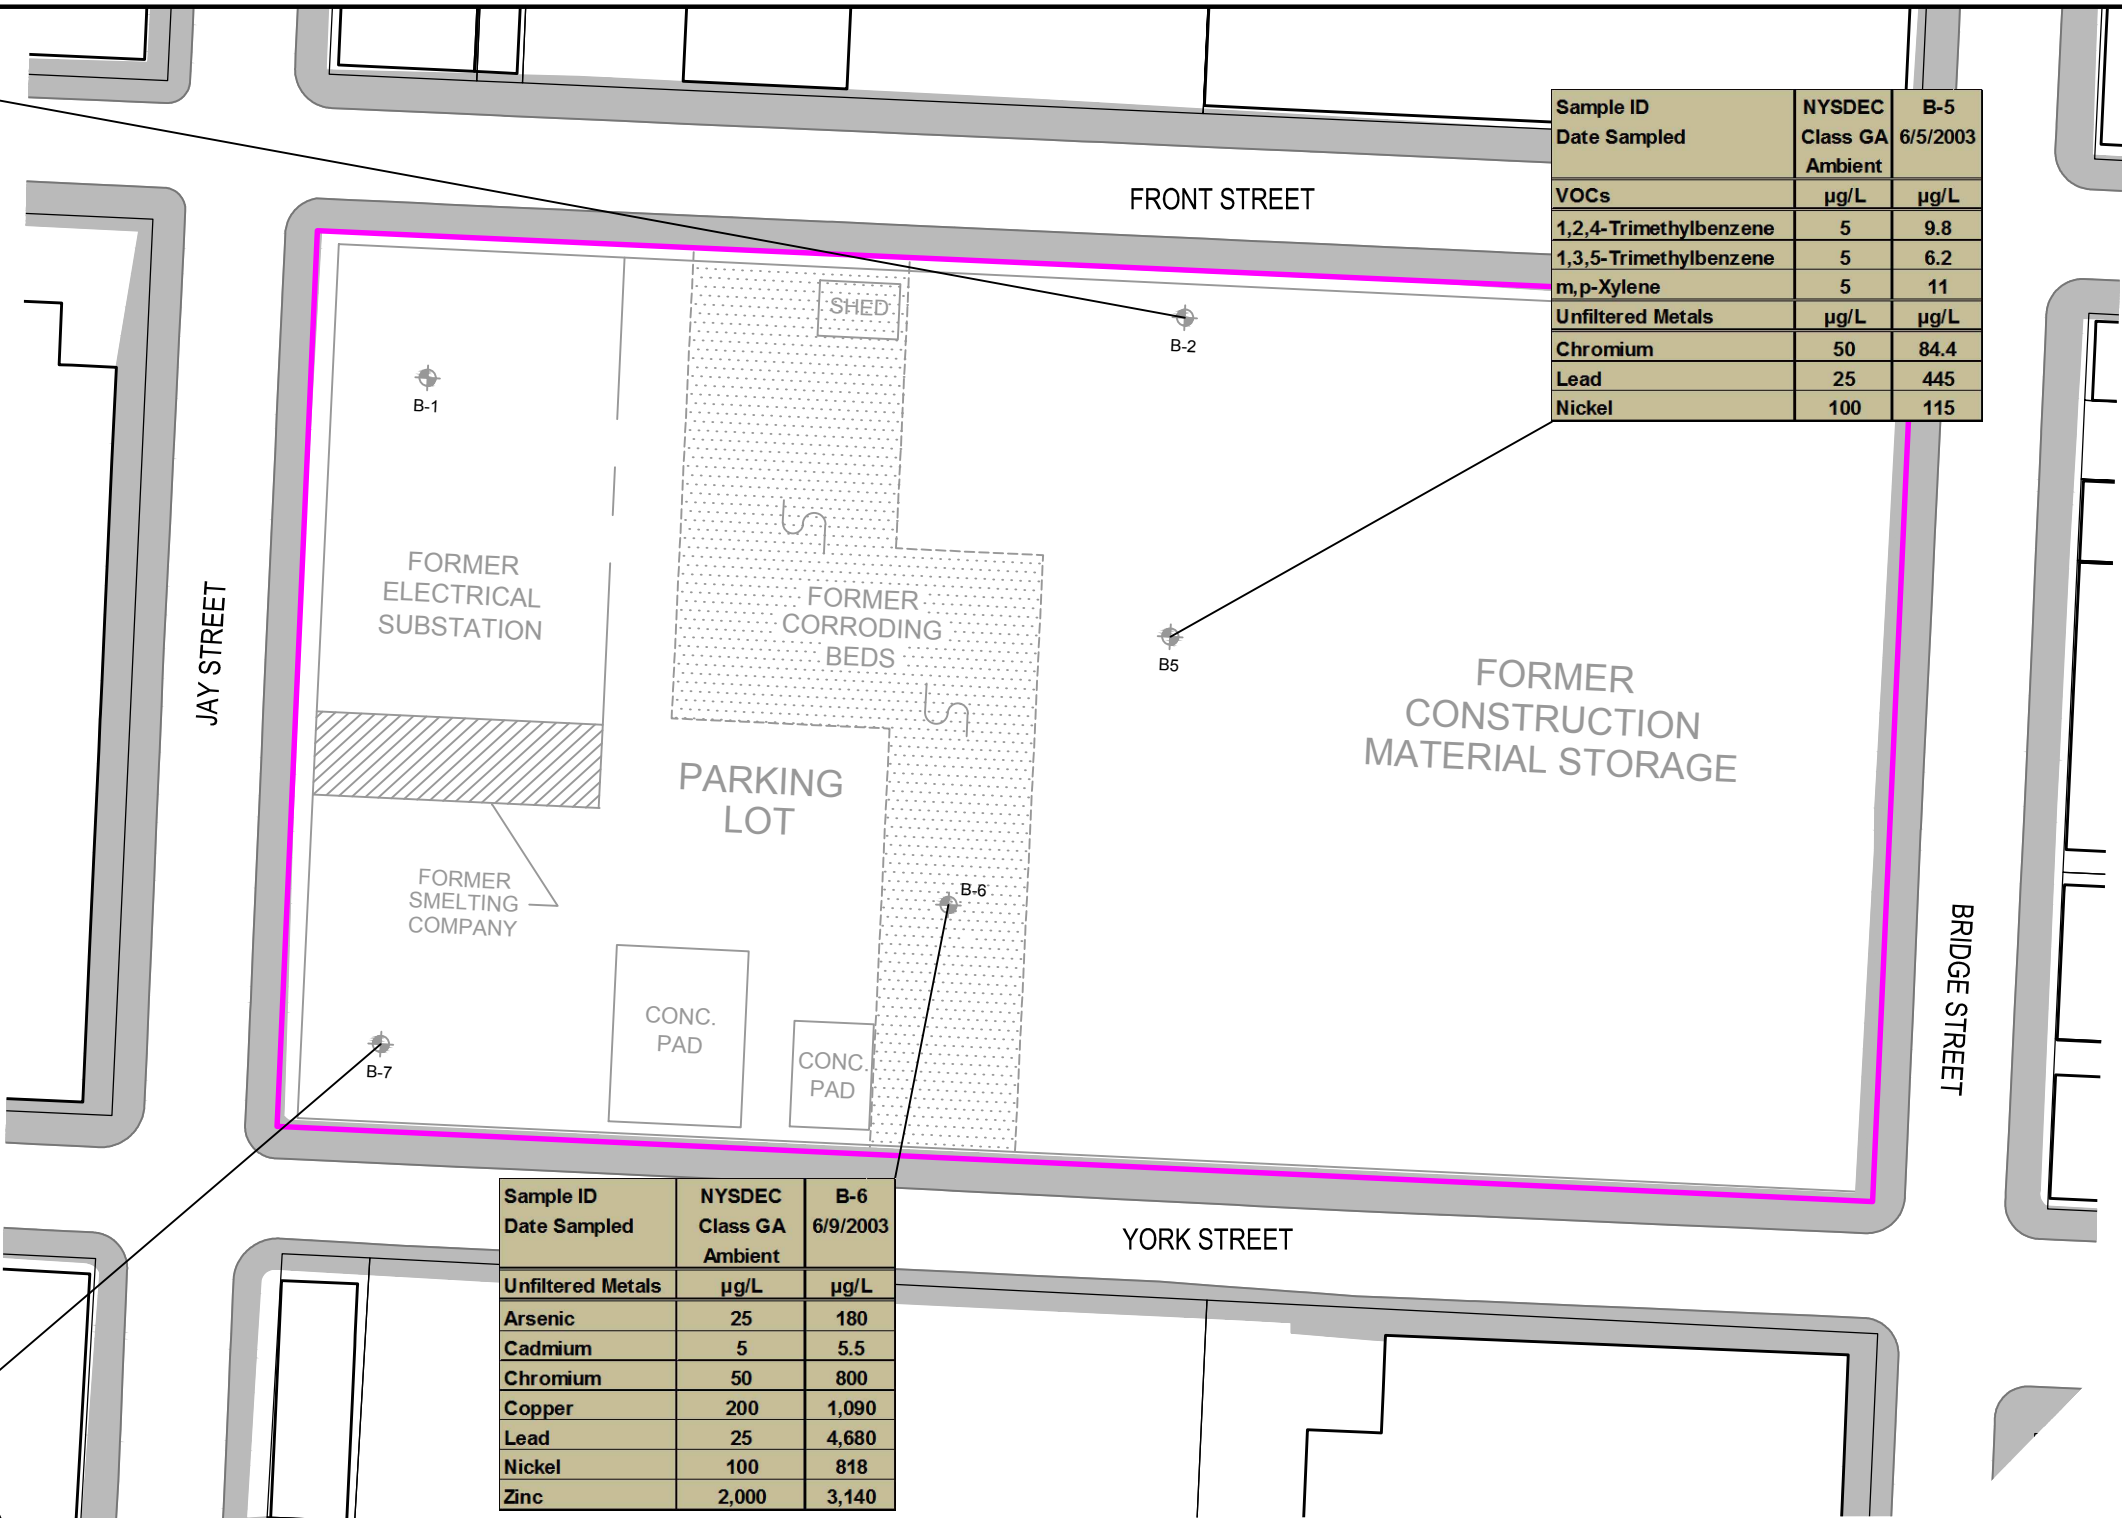 FRONT STREET
Sample ID NYSDEC B-5
Date Sampled Class GA 6/5/2003
Ambient
VOCs µg/L µg/L
1,2,4-Trimethylbenzene 5 9.8
1,3,5-Trimethylbenzene 5 6.2
m,p-Xylene 5 11
Unfiltered Metals µg/L µg/L
Chromium 50 84.4
Lead 25 445
Nickel 100 115
SHED
B-2
B-1
FORMER
ELECTRICAL
SUBSTATION
FORMER
CORRODING
BEDS
JAY STREET
B5
FORMER
CONSTRUCTION
MATERIAL STORAGE
PARKING
LOT
FORMER
SMELTING
COMPANY
B-6
BRIDGE STREET
CONC.
PAD
CONC.
PAD
B-7
YORK STREET
Sample ID NYSDEC B-6
Date Sampled Class GA 6/9/2003
Ambient
Unfiltered Metals µg/L µg/L
Arsenic 25 180
Cadmium 5 5.5
Chromium 50 800
Copper 200 1,090
Lead 25 4,680
Nickel 100 818
Zinc 2,000 3,140